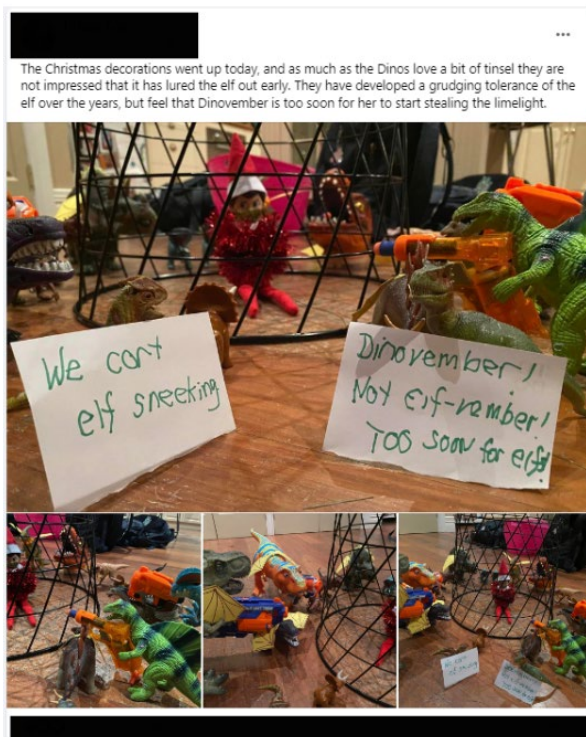 The Christmas decorations went up today, and as much as the Dinos love a bit of tinsel they are
not impressed that it has lured the elf out early. They have developed a grudging tolerance of the
elf over the years, but feel that Dinovember is too soon for her to start stealing the limelight.
We cort
elf sneeking
Dinovember!
Not elf-vamber!
TOO soon for elfs!